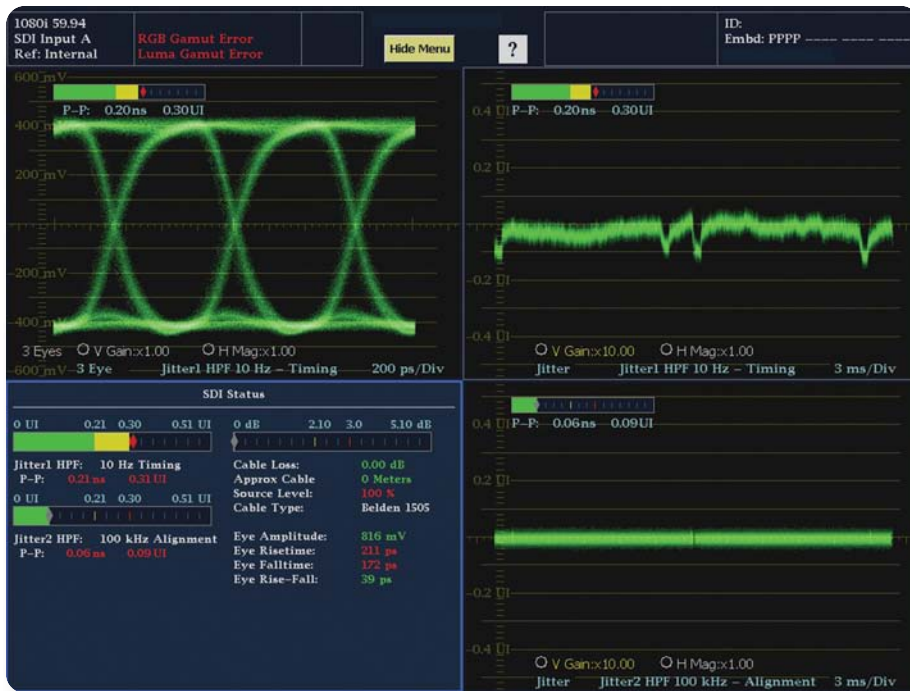 1080i 59.94
SDI Input A
Ref: Internal
RGB Gamut Error
Luma Gamut Error
Hide Menu
?
ID:
Embd: PPPP ---- ---- ----
600 mV
P-P: 0.20ns 0.30UI
400 mV
200 mV
-200 mV
-400 mV
3 Eyes V Gain:x1.00 H Mag:x1.00
-600 mV 3 Eye Jitter1 HPF 10 Hz - Timing 200 ps/Div
0.4 UI
P-P: 0.20ns 0.30UI
0.2 UI
-0.2 UI
-0.4 UI
V Gain:x10.00 H Mag:x1.00
Jitter Jitter1 HPF 10 Hz - Timing 3 ms/Div
SDI Status
0 UI 0.21 0.30 0.51 UI
Jitter1 HPF: 10 Hz Timing
P-P: 0.21 ns 0.31 UI
0 UI 0.21 0.30 0.51 UI
Jitter2 HPF: 100 kHz Alignment
P-P: 0.06 ns 0.09 UI
0 dB 2.10 3.0 5.10 dB
Cable Loss: 0.00 dB
Approx Cable 0 Meters
Source Level: 100 %
Cable Type: Belden 1505
Eye Amplitude: 816 mV
Eye Risetime: 211 ps
Eye Falltime: 172 ps
Eye Rise-Fall: 39 ps
0.4 UI
P-P: 0.06ns 0.09UI
0.2 UI
-0.2 UI
-0.4 UI
V Gain:x10.00 H Mag:x1.00
Jitter Jitter2 HPF 100 kHz - Alignment 3 ms/Div